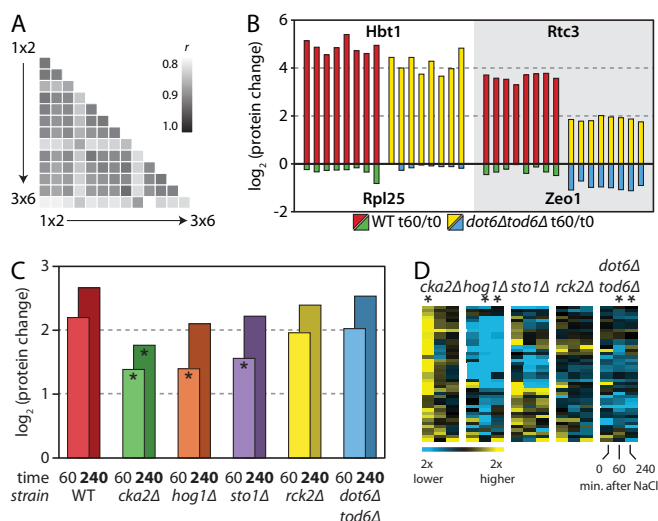 A
1x2
3x6
1x2
3x6
r
0.8
0.9
1.0
B
Hbt1
Rtc3
log2 (protein change)
6
4
2
0
-2
Rpl25
Zeo1
WT t60/t0
dot6Δtod6Δ t60/t0
C
log2 (protein change)
3
2
1
0
* * * *
time 60 240 60 240 60 240 60 240 60 240 60 240
strain WT cka2Δ hog1Δ sto1Δ rck2Δ dot6Δ
tod6Δ
D
dot6Δ
cka2Δ hog1Δ sto1Δ rck2Δ tod6Δ
* * * * *
2x
lower
2x
higher
0 60 240
min. after NaCl